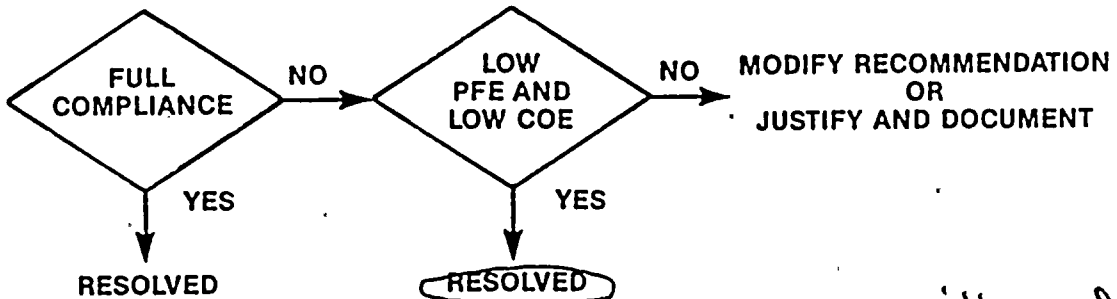 FULL
COMPLIANCE
NO
LOW
PFE AND
LOW COE
NO
MODIFY RECOMMENDATION
OR
JUSTIFY AND DOCUMENT
YES
YES
RESOLVED
RESOLVED